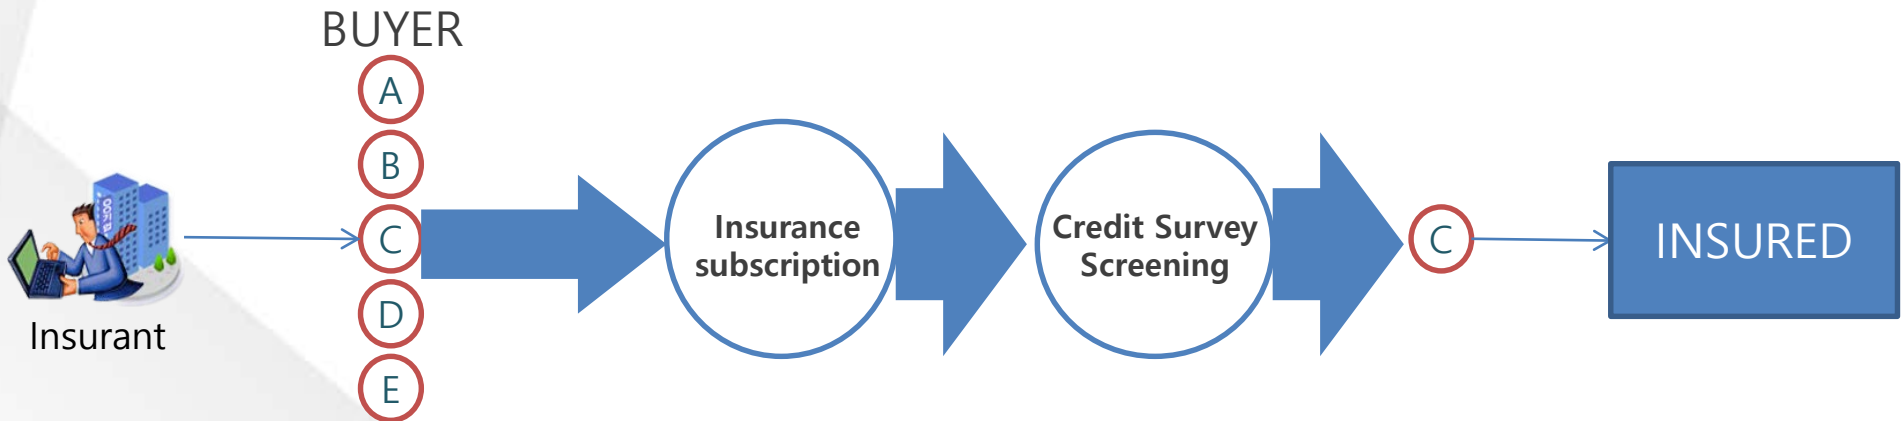 BUYER
A
B
C
D
E
Insurant
Insurance
subscription
Credit Survey
Screening
C
INSURED